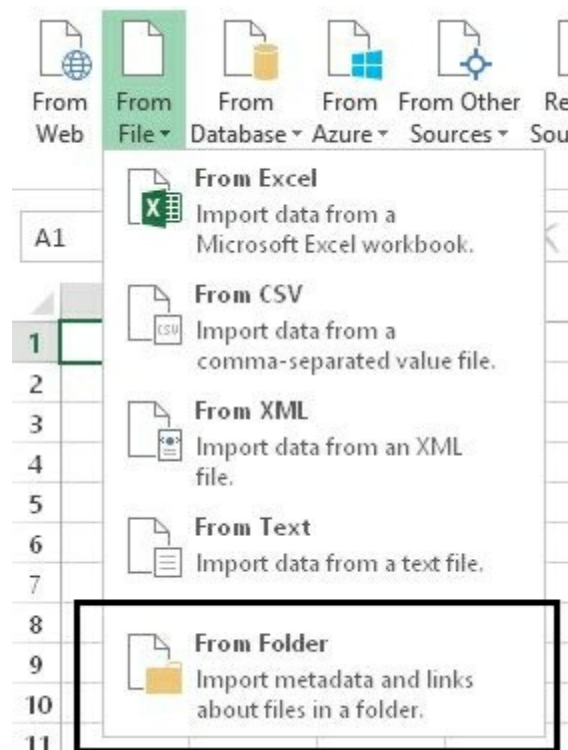 From Web
From File
From Database
From Azure
From Other Sources
Re
Sou
A1
From Excel
Import data from a
Microsoft Excel workbook.
From CSV
CSV
Import data from a
comma-separated value file.
From XML
Import data from an XML
file.
From Text
Import data from a text file.
From Folder
Import metadata and links
about files in a folder.
1
2
3
4
5
6
7
8
9
10
11